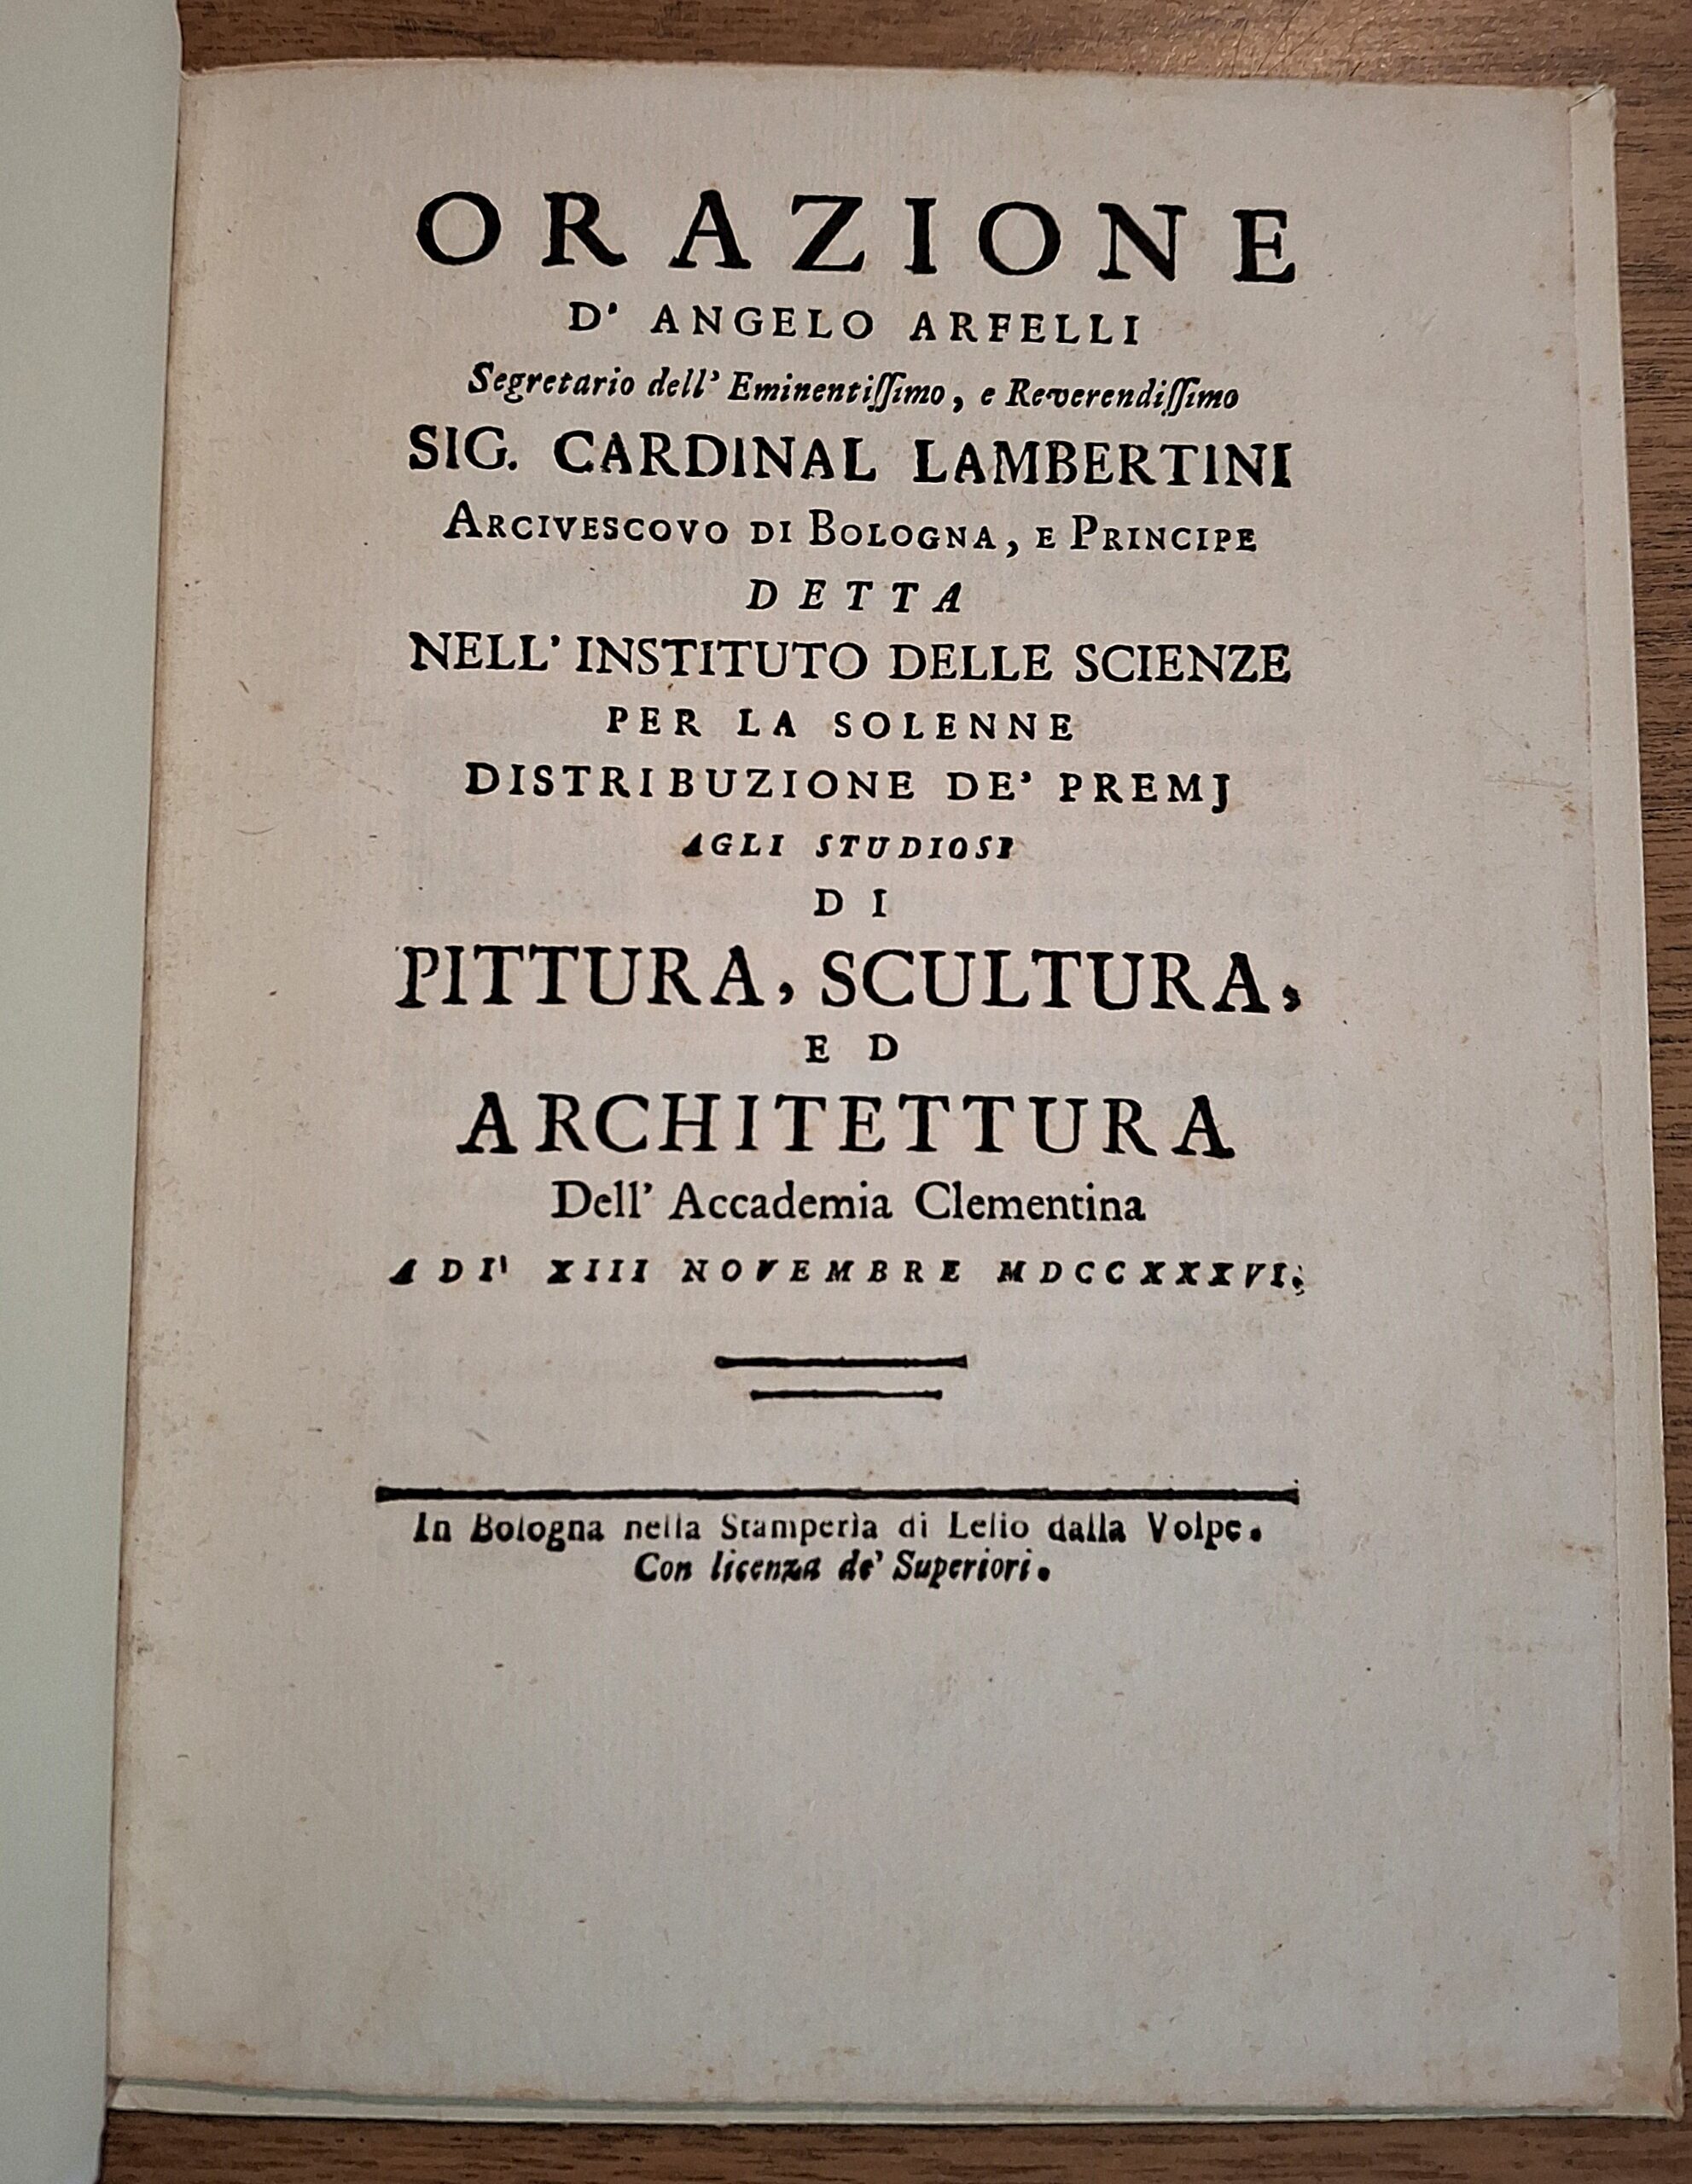 ORAZIONE
D' ANGELO ARFELLI
Segretario dell' Eminentiſſimo, e Reverendiſſimo
SIG. CARDINAL LAMBERTINI
ARCIVESCOVO DI BOLOGNA, E PRINCIPE
DETTA
NELL' INSTITUTO DELLE SCIENZE
PER LA SOLENNE
DISTRIBUZIONE DE' PREMJ
AGLI STUDIOSI
DI
PITTURA, SCULTURA,
ED
ARCHITETTURA
Dell' Accademia Clementina
A DI' XIII NOVEMBRE MDCCXXXVI.
In Bologna nella Stamperìa di Lelio dalla Volpe.
Con licenza de' Superiori.